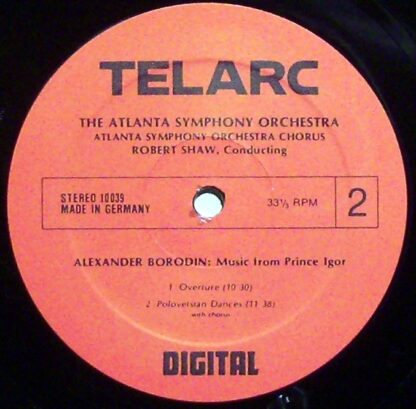 TELARC
THE ATLANTA SYMPHONY ORCHESTRA
ATLANTA SYMPHONY ORCHESTRA CHORUS
ROBERT SHAW, Conducting
STEREO 10039
MADE IN GERMANY
33⅓ RPM
2
ALEXANDER BORODIN: Music from Prince Igor
1 Overture (10 30)
2 Polovetsian Dances (11 38)
with chorus
DIGITAL